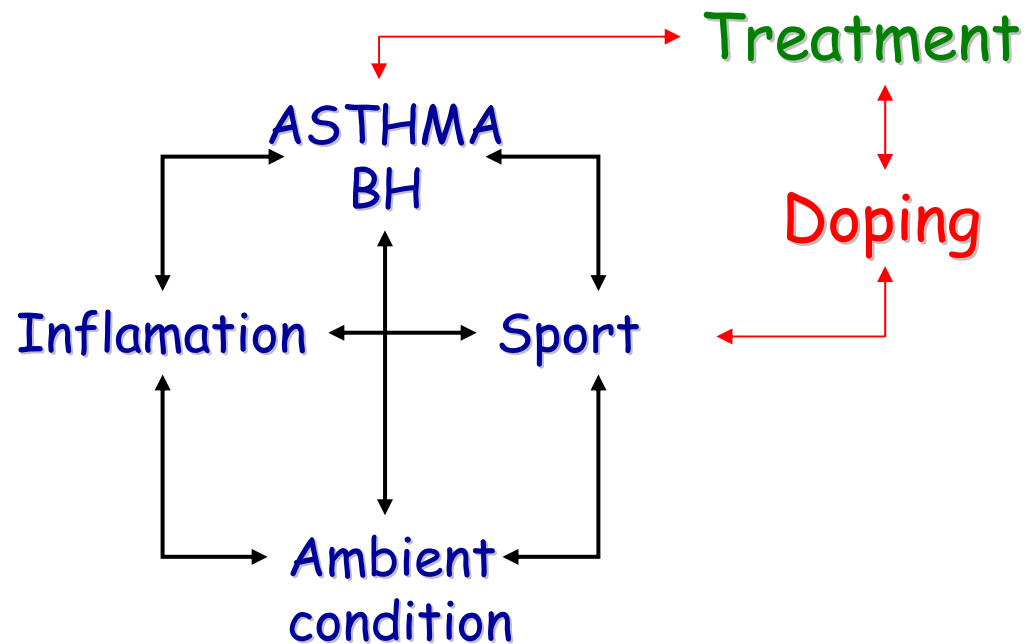 Treatment
ASTHMA
BH
Doping
Inflamation
Sport
Ambient
condition